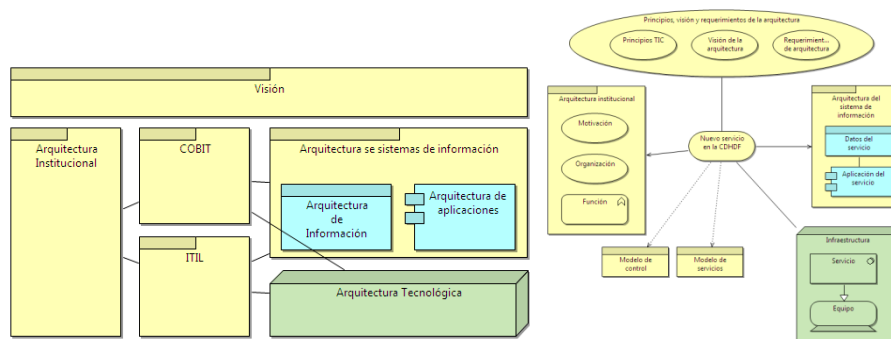 Visión
Arquitectura
Institucional
COBIT
ITIL
Arquitectura se sistemas de información
Arquitectura
de
Información
Arquitectura de
aplicaciones
Arquitectura Tecnológica
Principios, visión y requerimientos de la arquitectura
Principios TIC
Visión de la
arquitectura
Requerimient...
de arquitectura
Arquitectura institucional
Motivación
Organización
Función
Nuevo servicio
en la CDHDF
Arquitectura del
sistema de
información
Datos del
servicio
Aplicación del
servicio
Modelo de
control
Modelo de
servicios
Infraestructura
Servicio
Equipo